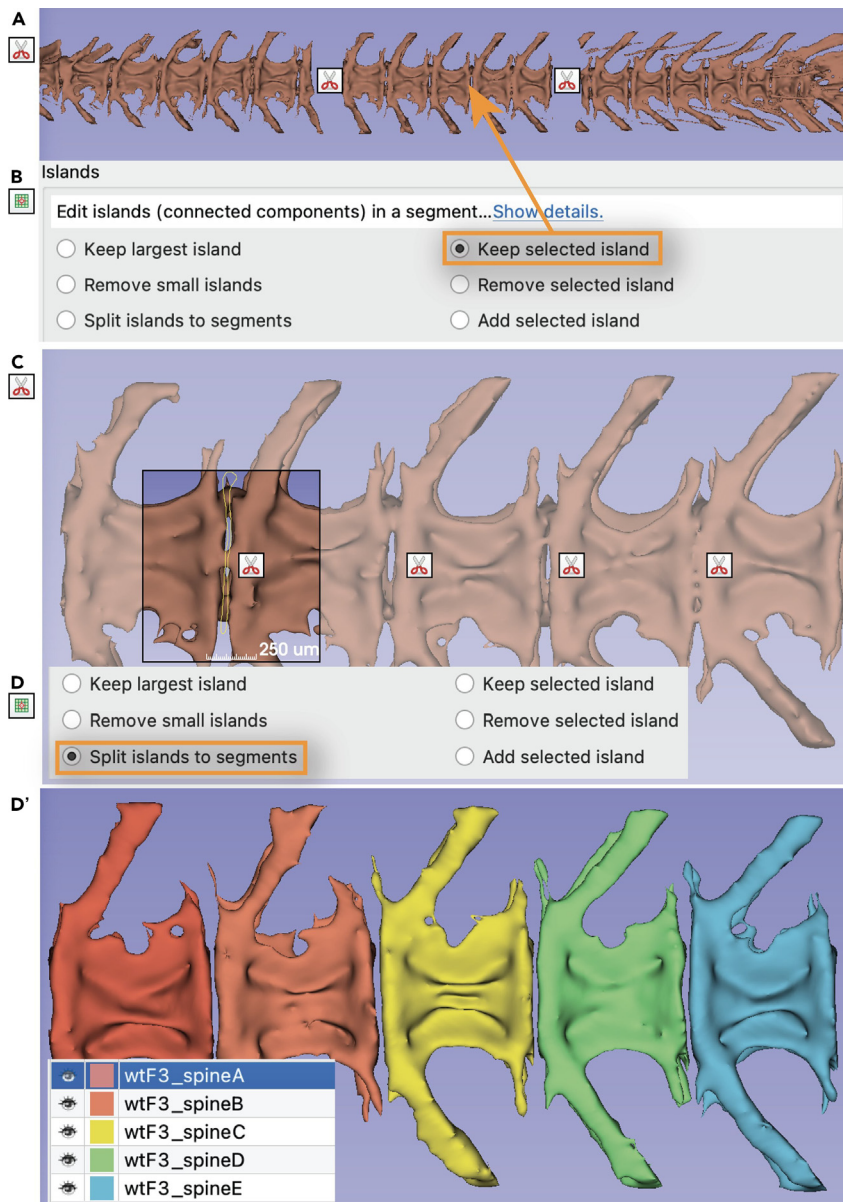 A
B
Islands
Edit islands (connected components) in a segment...Show details.
Keep largest island
Keep selected island
Remove small islands
Remove selected island
Split islands to segments
Add selected island
C
250 um
D
Keep largest island
Keep selected island
Remove small islands
Remove selected island
Split islands to segments
Add selected island
D'
wtF3_spineA
wtF3_spineB
wtF3_spineC
wtF3_spineD
wtF3_spineE